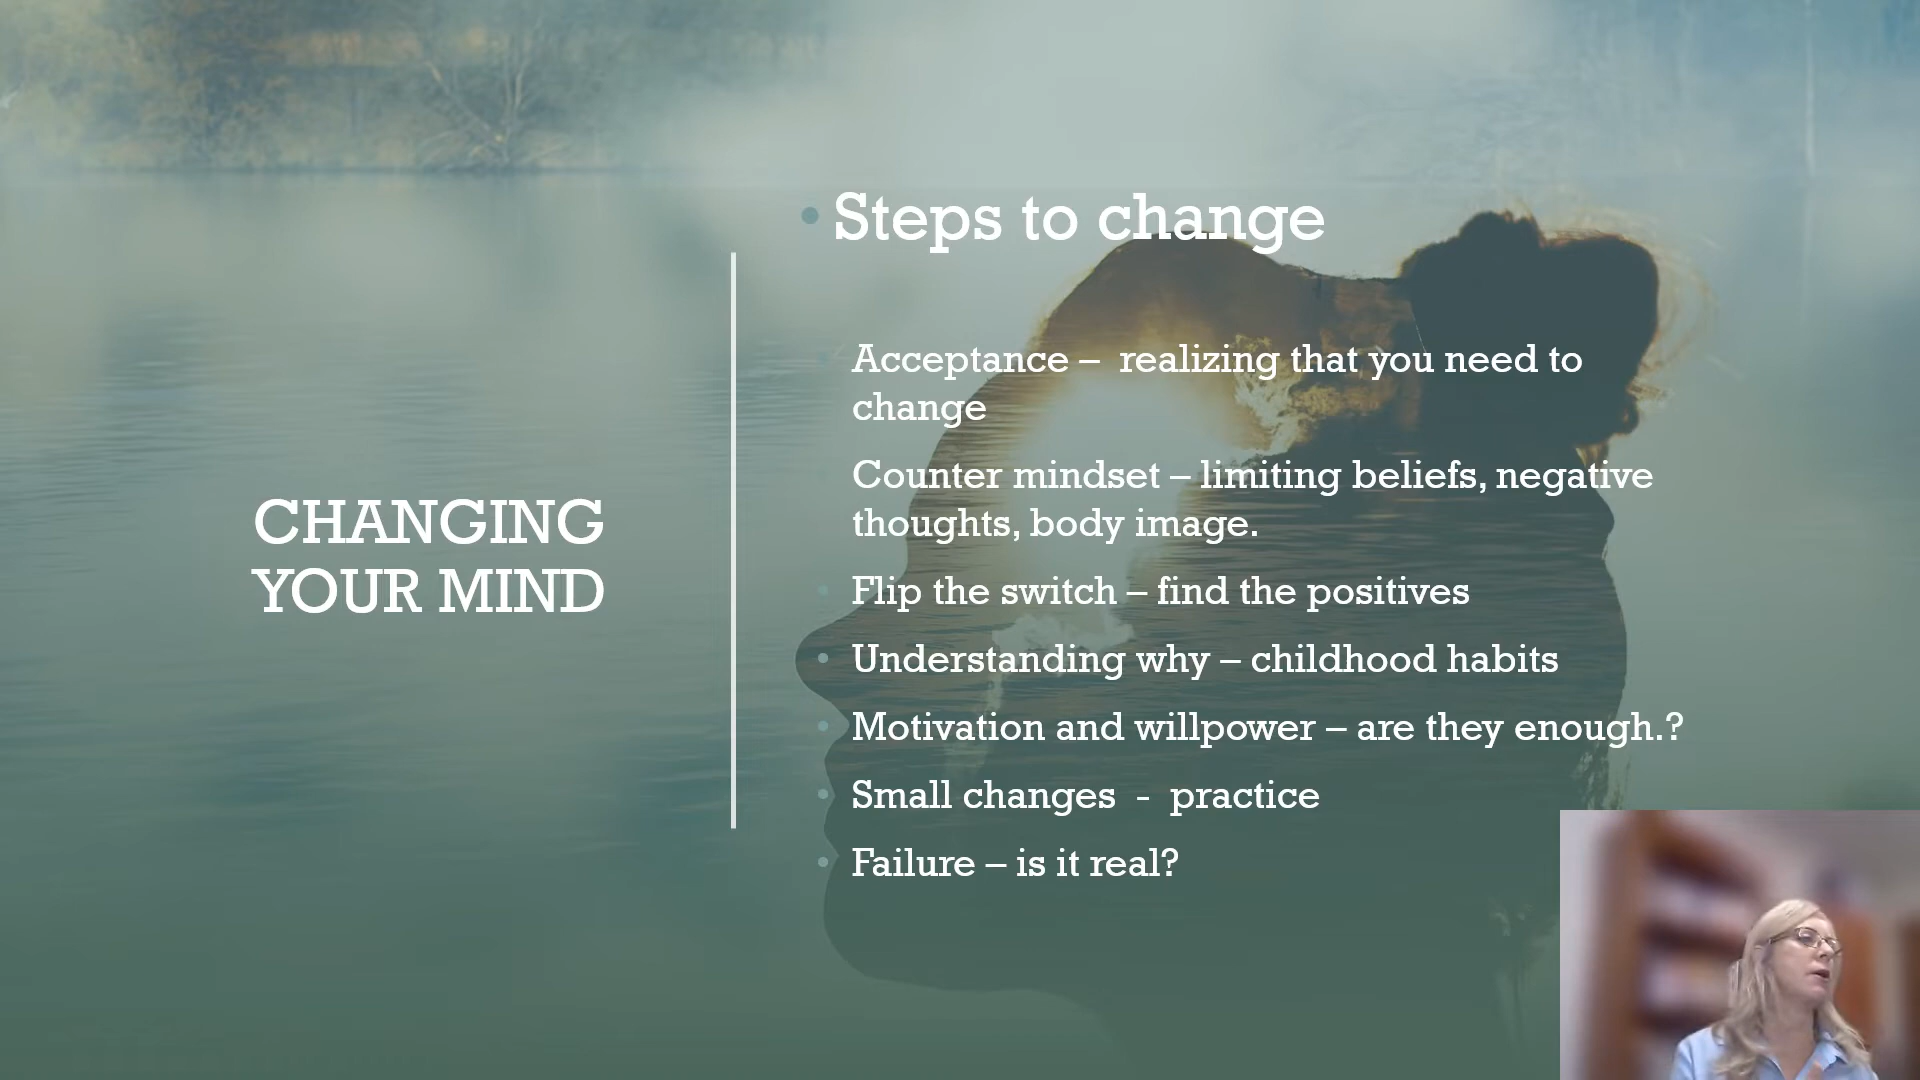 CHANGING
YOUR MIND
• Steps to change
Acceptance –  realizing that you need to
change
Counter mindset – limiting beliefs, negative
thoughts, body image.
• Flip the switch – find the positives
• Understanding why – childhood habits
• Motivation and willpower – are they enough.?
• Small changes  -  practice
• Failure – is it real?